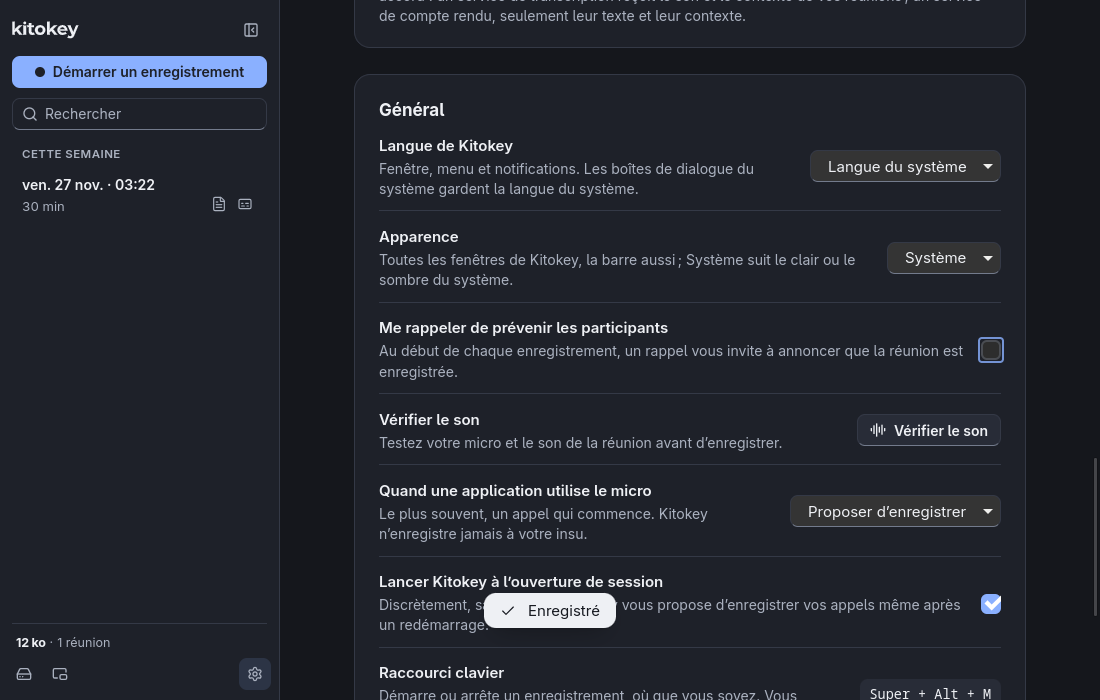 kitokey
Démarrer un enregistrement
Rechercher
CETTE SEMAINE
ven. 27 nov. · 03:22
30 min
12 ko · 1 réunion
de compte rendu, seulement leur texte et leur contexte.
Général
Langue de Kitokey
Fenêtre, menu et notifications. Les boîtes de dialogue du
système gardent la langue du système.
Langue du système
Apparence
Toutes les fenêtres de Kitokey, la barre aussi ; Système suit le clair ou le
sombre du système.
Système
Me rappeler de prévenir les participants
Au début de chaque enregistrement, un rappel vous invite à annoncer que la réunion est
enregistrée.
Vérifier le son
Testez votre micro et le son de la réunion avant d’enregistrer.
Vérifier le son
Quand une application utilise le micro
Le plus souvent, un appel qui commence. Kitokey
n’enregistre jamais à votre insu.
Proposer d’enregistrer
Lancer Kitokey à l’ouverture de session
Discrètement, vous propose d’enregistrer vos appels même après
un redémarrage.
Enregistré
Raccourci clavier
Démarre ou arrête un enregistrement, où que vous soyez. Vous
Super + Alt + M